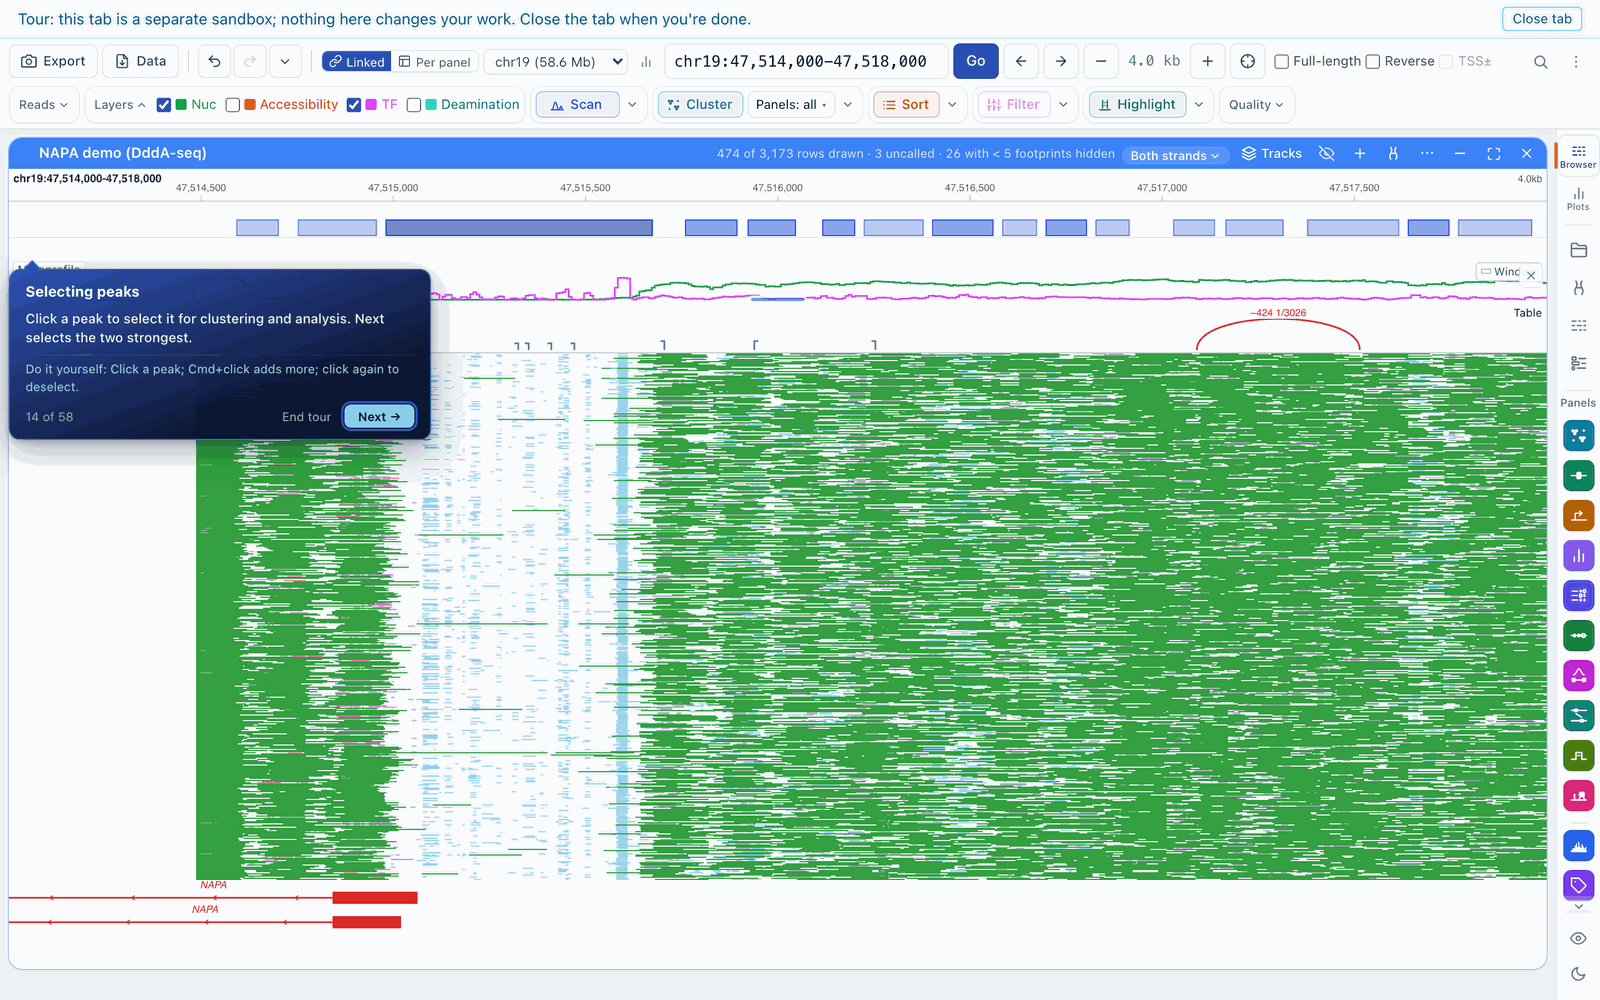 Tour: this tab is a separate sandbox; nothing here changes your work. Close the tab when you're done.
Close tab
Export
Data
Linked
Per panel
chr19 (58.6 Mb)
chr19:47,514,000–47,518,000
Go
4.0 kb
Full-length
Reverse
TSS±
Reads
Layers
Nuc
Accessibility
TF
Deamination
Scan
Cluster
Panels: all
Sort
Filter
Highlight
Quality
NAPA demo (DddA-seq)
474 of 3,173 rows drawn · 3 uncalled · 26 with < 5 footprints hidden
Both strands
Tracks
Browser
Plots
Panels
chr19:47,514,000-47,518,000
4.0kb
47,514,500
47,515,000
47,515,500
47,516,000
47,516,500
47,517,000
47,517,500
Wind
Table
−424 1/3026
Selecting peaks
Click a peak to select it for clustering and analysis. Next
selects the two strongest.
Do it yourself: Click a peak; Cmd+click adds more; click again to
deselect.
14 of 58
End tour
Next →
NAPA
NAPA